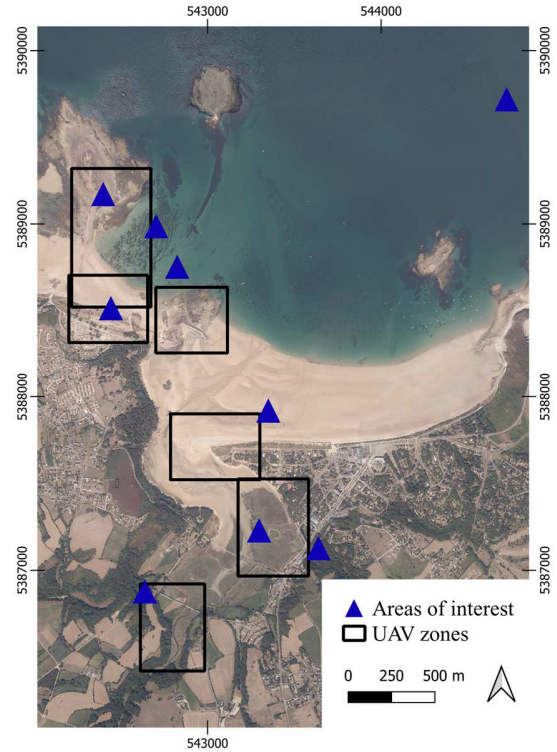 543000 544000
5390000 5390000
5389000 5389000
5388000 5388000
5387000 5387000
Areas of interest
UAV zones
0 250 500 m
543000